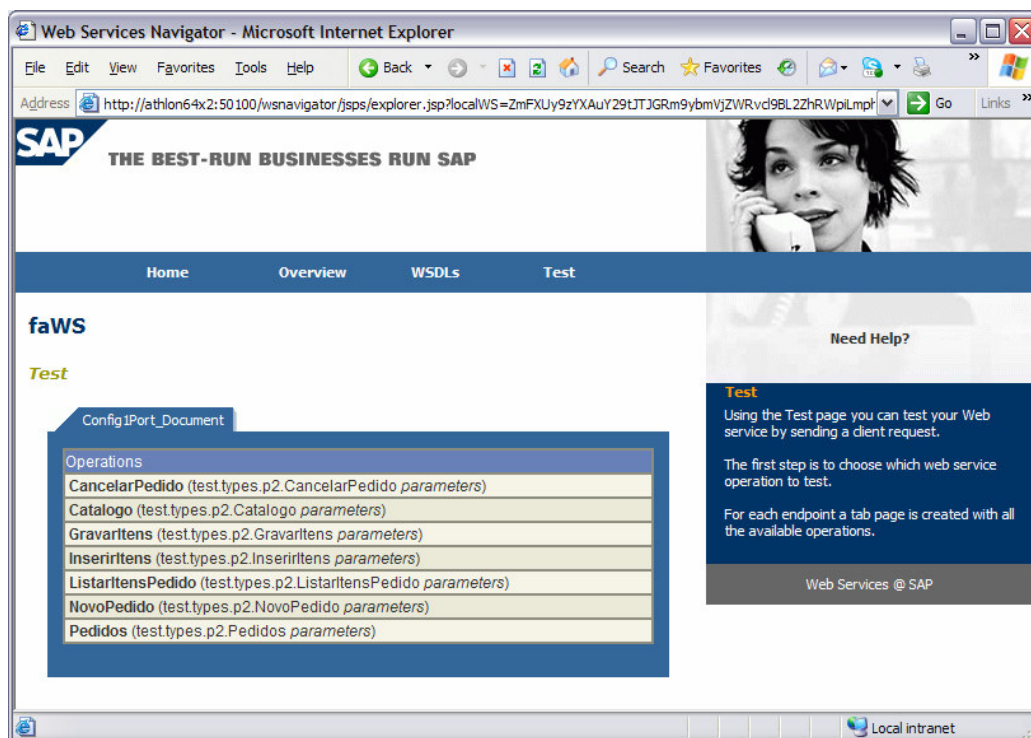 Web Services Navigator - Microsoft Internet Explorer
File Edit View Favorites Tools Help Back Search Favorites »
Address http://athlon64x2:50100/wsnavigator/jsps/explorer.jsp?localWS=ZmFXUy9zYXAuY29tJTJGRm9ybmVjZWRvcl9BL2ZhRWpiLmph Go Links »
SAP THE BEST-RUN BUSINESSES RUN SAP
Home Overview WSDLs Test
faWS
Test
Config1Port_Document
Operations
CancelarPedido (test.types.p2.CancelarPedido parameters)
Catalogo (test.types.p2.Catalogo parameters)
GravarItens (test.types.p2.GravarItens parameters)
InserirItens (test.types.p2.InserirItens parameters)
ListarItensPedido (test.types.p2.ListarItensPedido parameters)
NovoPedido (test.types.p2.NovoPedido parameters)
Pedidos (test.types.p2.Pedidos parameters)
Need Help?
Test
Using the Test page you can test your Web
service by sending a client request.
The first step is to choose which web service
operation to test.
For each endpoint a tab page is created with all
the available operations.
Web Services @ SAP
Local intranet